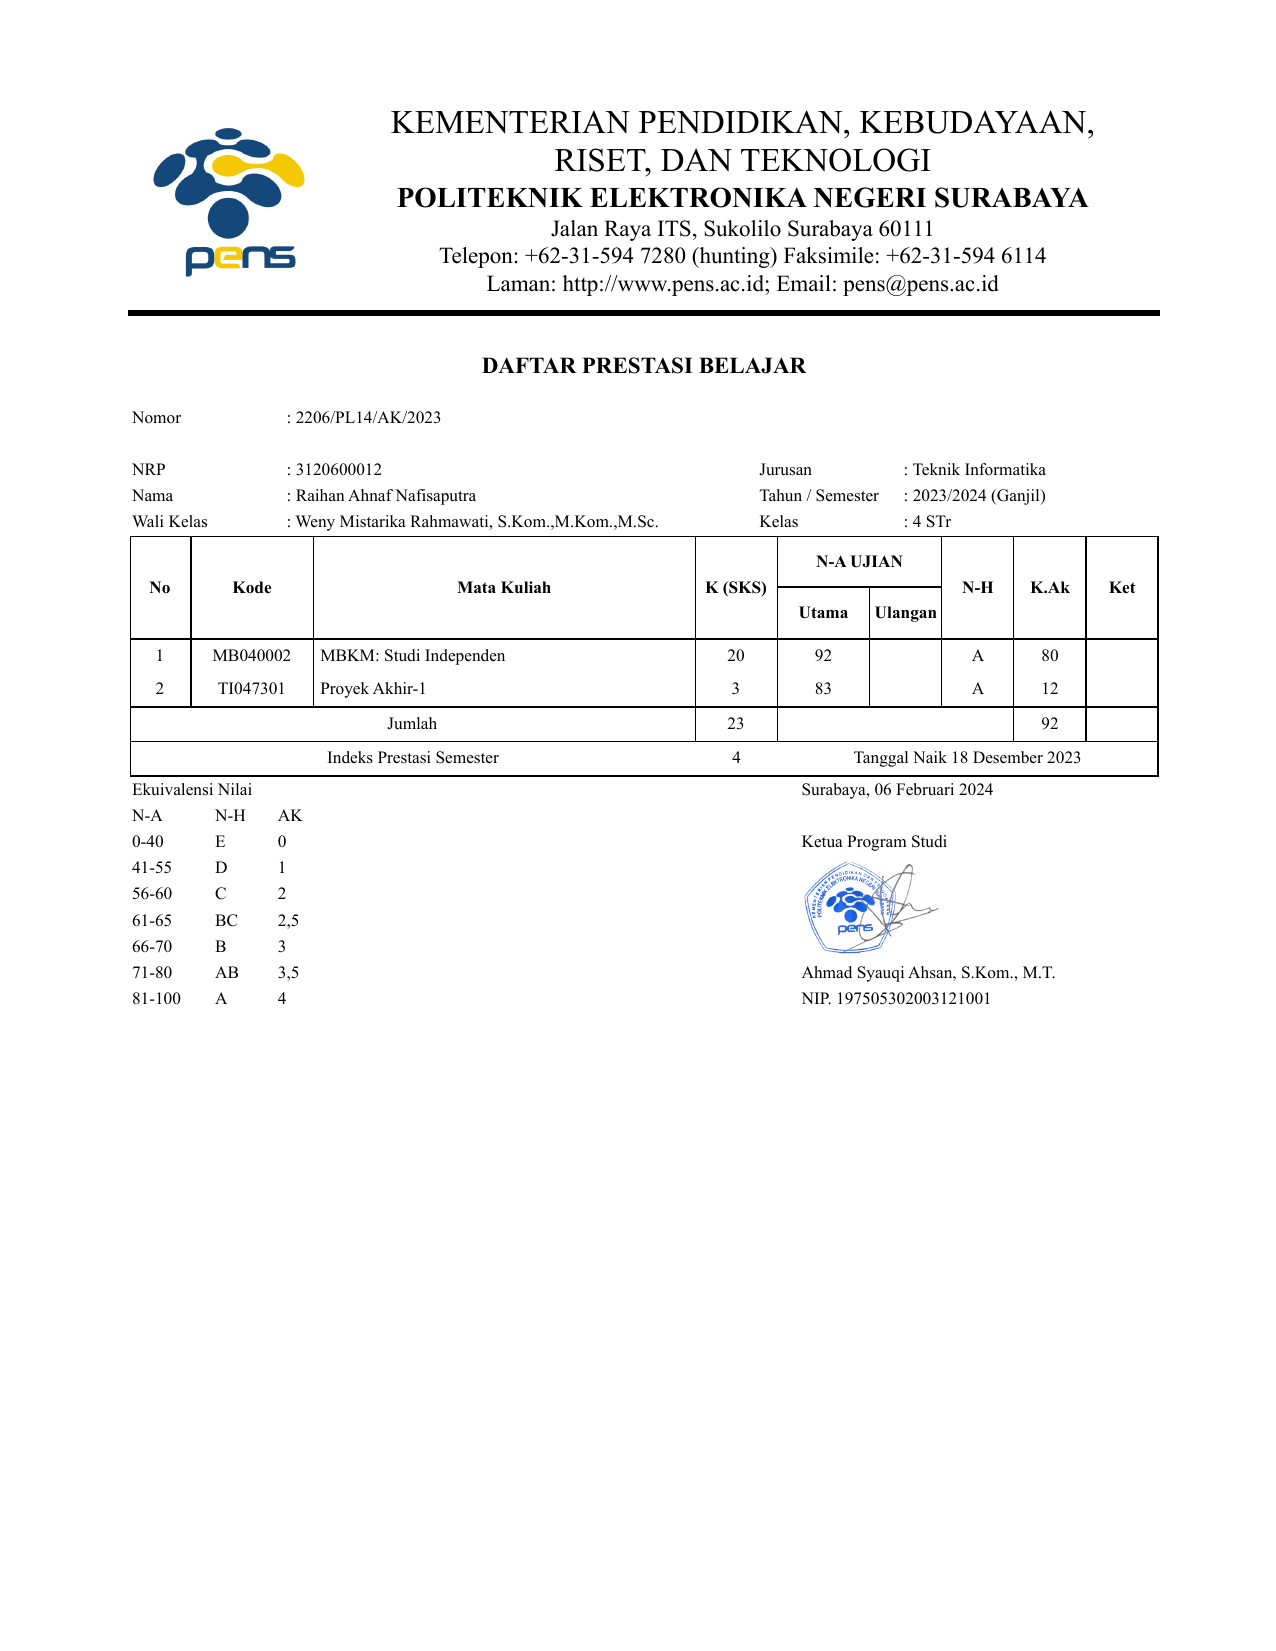 KEMENTERIAN PENDIDIKAN, KEBUDAYAAN,
RISET, DAN TEKNOLOGI
POLITEKNIK ELEKTRONIKA NEGERI SURABAYA
Jalan Raya ITS, Sukolilo Surabaya 60111
Telepon: +62-31-594 7280 (hunting) Faksimile: +62-31-594 6114
Laman: http://www.pens.ac.id; Email: pens@pens.ac.id
pens
DAFTAR PRESTASI BELAJAR
Nomor : 2206/PL14/AK/2023
NRP : 3120600012 Jurusan : Teknik Informatika
Nama : Raihan Ahnaf Nafisaputra Tahun / Semester : 2023/2024 (Ganjil)
Wali Kelas : Weny Mistarika Rahmawati, S.Kom.,M.Kom.,M.Sc. Kelas : 4 STr
No Kode Mata Kuliah K (SKS) N-A UJIAN N-H K.Ak Ket
Utama Ulangan
1 MB040002 MBKM: Studi Independen 20 92 A 80
2 TI047301 Proyek Akhir-1 3 83 A 12
Jumlah 23 92
Indeks Prestasi Semester 4 Tanggal Naik 18 Desember 2023
Ekuivalensi Nilai Surabaya, 06 Februari 2024
N-A N-H AK
0-40 E 0 Ketua Program Studi
41-55 D 1
56-60 C 2
61-65 BC 2,5
pens
66-70 B 3
71-80 AB 3,5 Ahmad Syauqi Ahsan, S.Kom., M.T.
81-100 A 4 NIP. 197505302003121001